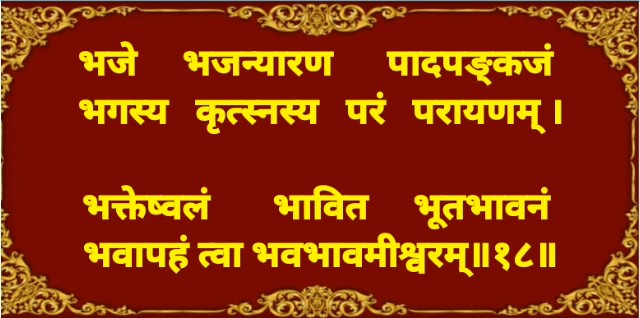 भजे भजन्यारण पादपङ्कजं
भगस्य कृत्स्नस्य परं परायणम् ।
भक्तेष्वलं भावित भूतभावनं
भवापहं त्वा भवभावमीश्वरम्॥१८॥